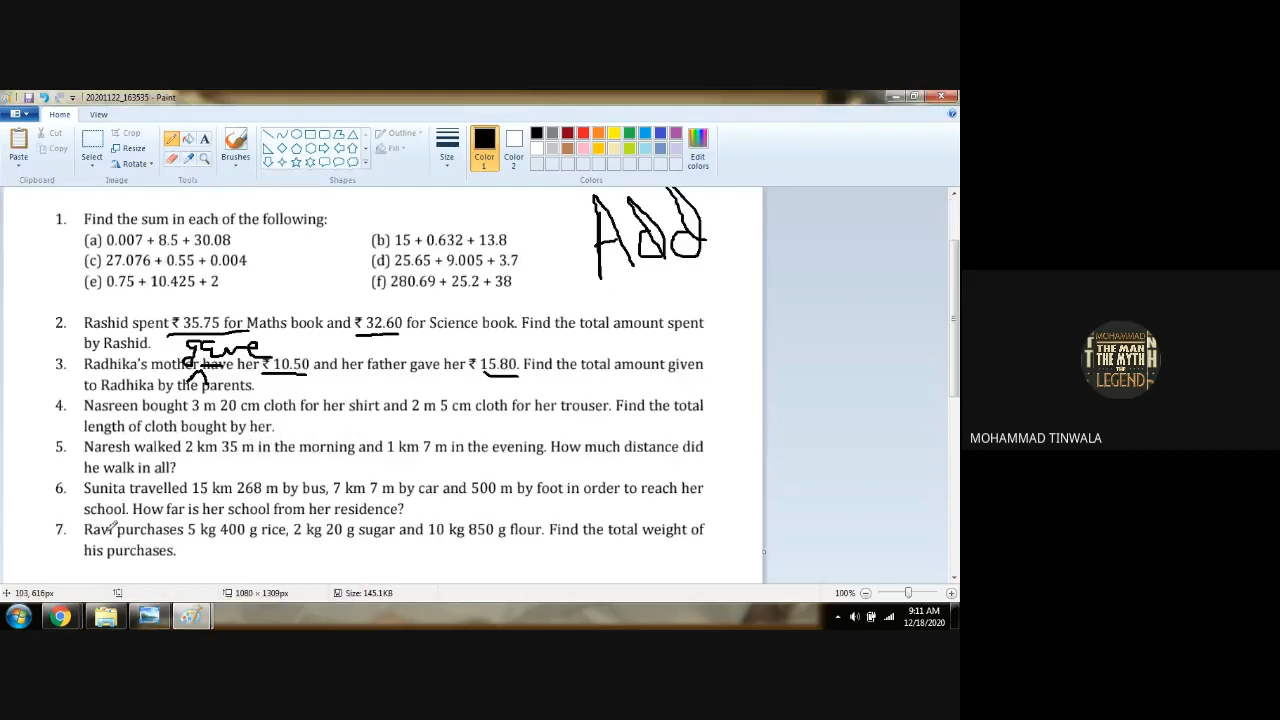 20201122_163535 - Paint
Home View
Paste
Cut
Copy
Clipboard
Select
Crop
Resize
Rotate
Image
Tools
Brushes
Shapes
Outline
Fill
Size
Color 1
Color 2
Edit colors
Colors
Add
1. Find the sum in each of the following:
(a) 0.007 + 8.5 + 30.08 (b) 15 + 0.632 + 13.8
(c) 27.076 + 0.55 + 0.004 (d) 25.65 + 9.005 + 3.7
(e) 0.75 + 10.425 + 2 (f) 280.69 + 25.2 + 38
2. Rashid spent ₹ 35.75 for Maths book and ₹ 32.60 for Science book. Find the total amount spent
by Rashid.
gave
3. Radhika's mother have her ₹ 10.50 and her father gave her ₹ 15.80. Find the total amount given
to Radhika by the parents.
4. Nasreen bought 3 m 20 cm cloth for her shirt and 2 m 5 cm cloth for her trouser. Find the total
length of cloth bought by her.
5. Naresh walked 2 km 35 m in the morning and 1 km 7 m in the evening. How much distance did
he walk in all?
6. Sunita travelled 15 km 268 m by bus, 7 km 7 m by car and 500 m by foot in order to reach her
school. How far is her school from her residence?
7. Ravi purchases 5 kg 400 g rice, 2 kg 20 g sugar and 10 kg 850 g flour. Find the total weight of
his purchases.
103, 616px 1080 × 1309px Size: 145.1KB 100%
9:11 AM
12/18/2020
MOHAMMAD
THE MAN
THE MYTH
THE
LEGEND
MOHAMMAD TINWALA